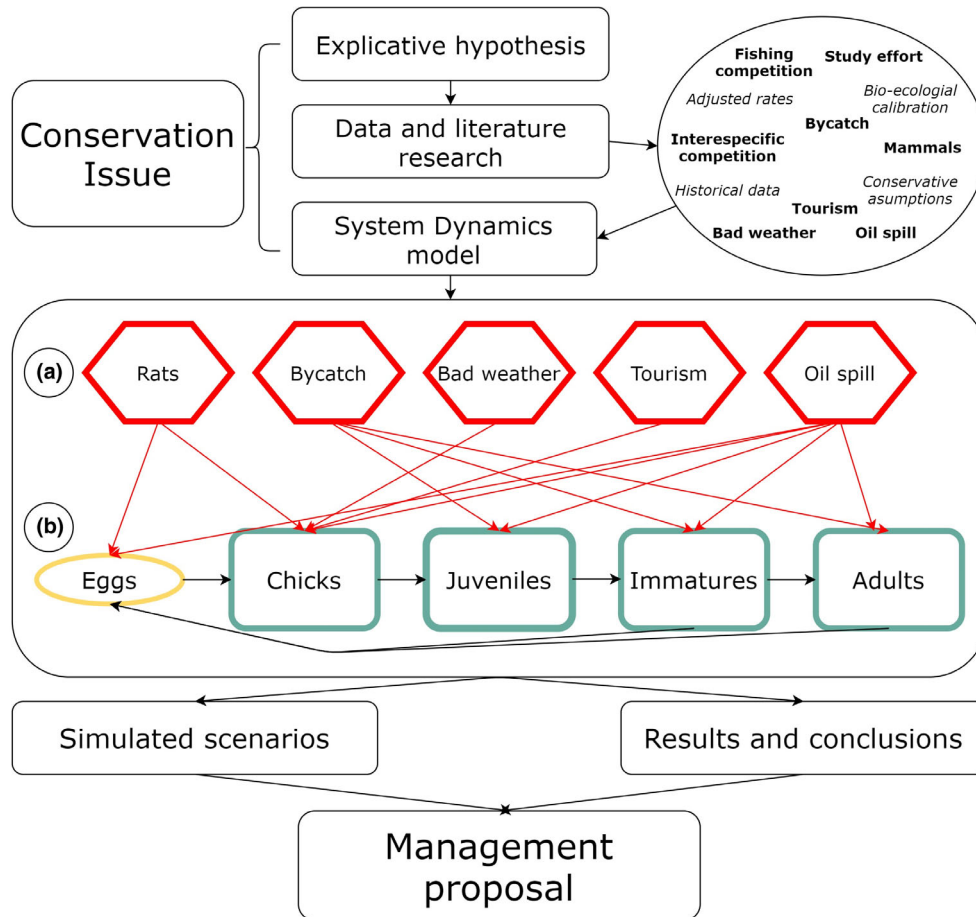 Explicative hypothesis
Conservation
Issue
Data and literature
research
System Dynamics
model
Fishing
competition
Study effort
Adjusted rates
Bio-ecologial
calibration
Bycatch
Interespecific
competition
Mammals
Historical data
Conservative
asumptions
Tourism
Bad weather
Oil spill
(a)
Rats
Bycatch
Bad weather
Tourism
Oil spill
(b)
Eggs
Chicks
Juveniles
Immatures
Adults
Simulated scenarios
Results and conclusions
Management
proposal